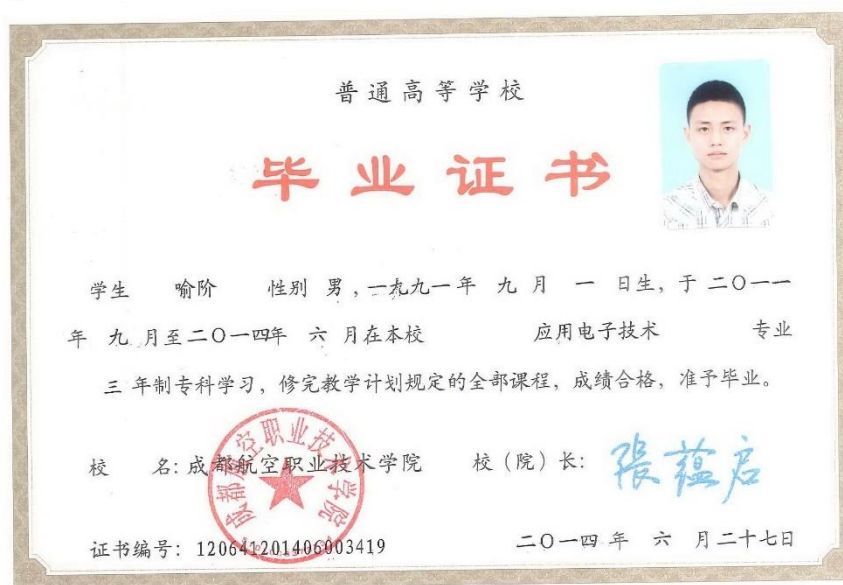 普通高等学校
毕业证书
学生 喻阶 性别 男，一九九一年 九 月 一 日生，于 二〇一一
年 九 月至二〇一四年 六 月在本校 应用电子技术 专业
三 年制专科学习，修完教学计划规定的全部课程，成绩合格，准予毕业。
校 名：成都航空职业技术学院 校（院）长：張蕴启
成都航空职业技术学院
证书编号：120641201406003419 二〇一四 年 六 月二十七日